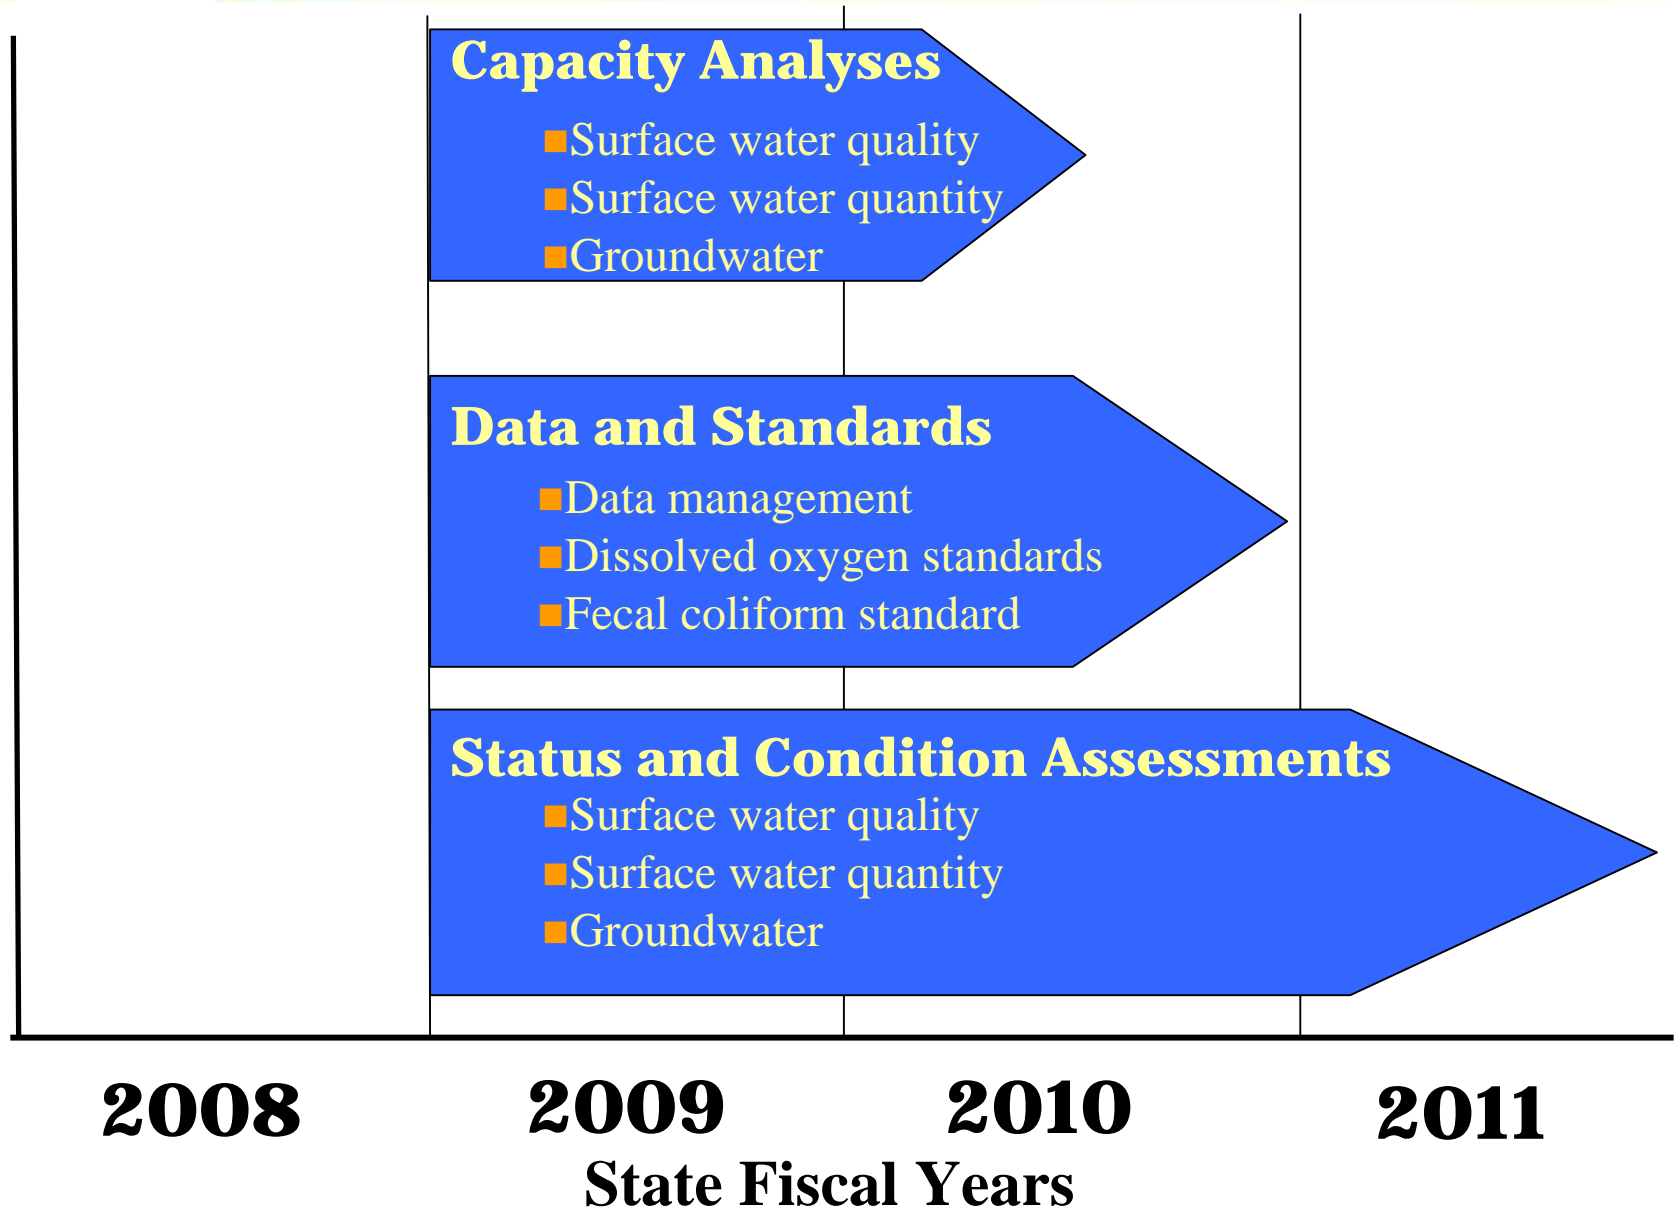 Capacity Analyses
■Surface water quality
■Surface water quantity
■Groundwater
Data and Standards
■Data management
■Dissolved oxygen standards
■Fecal coliform standard
Status and Condition Assessments
■Surface water quality
■Surface water quantity
■Groundwater
2008 2009 2010 2011
State Fiscal Years